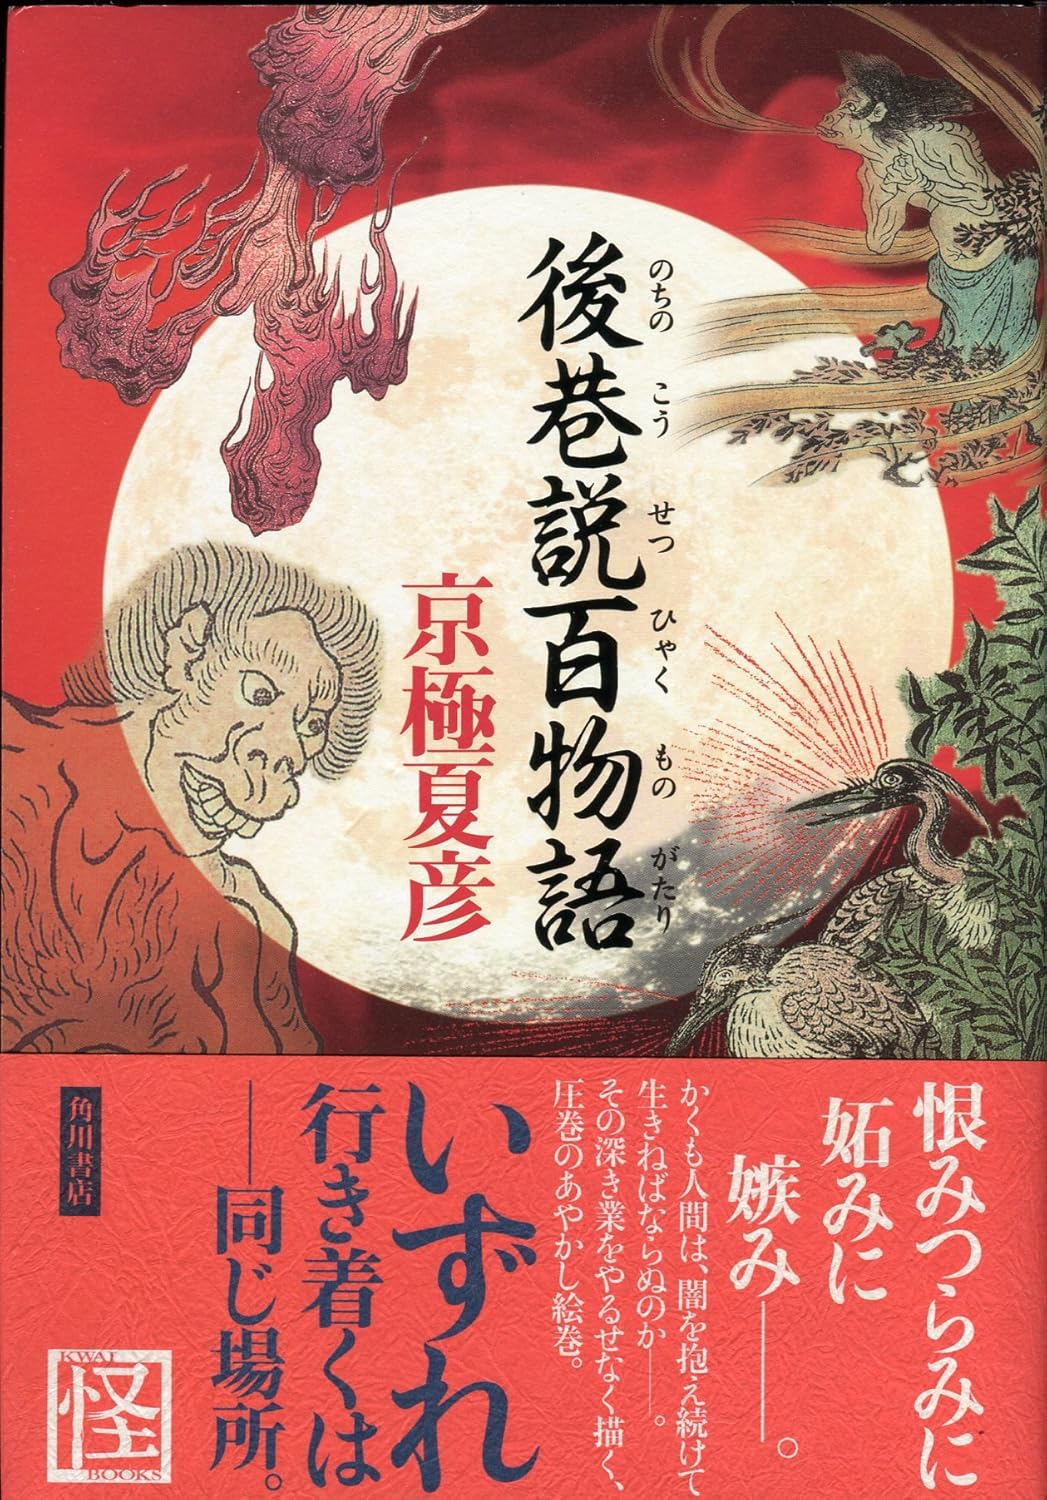 後巷説百物語
のちの こう せつ ひゃく もの がたり
京極夏彦
恨みつらみに
妬みに
嫉み――。
かくも人間は、闇を抱え続けて
生きねばならぬのか――。
その深き業をやるせなく描く、
圧巻のあやかし絵巻。
いずれ
行き着くは
――同じ場所。
角川書店
KWAI
怪
BOOKS